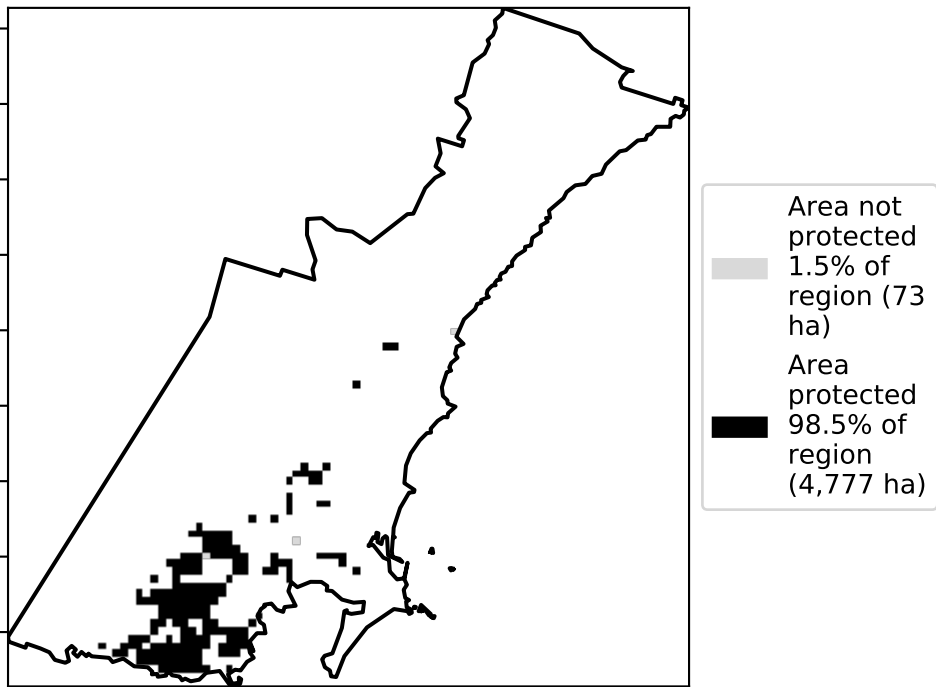 Area not
protected
1.5% of
region (73
ha)
Area
protected
98.5% of
region
(4,777 ha)